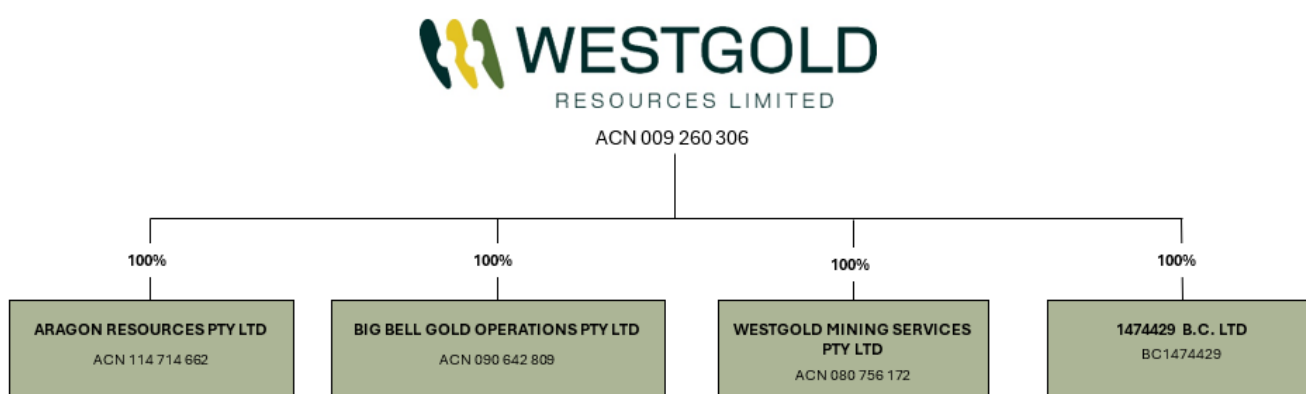 WESTGOLD
RESOURCES LIMITED
ACN 009 260 306
100%
100%
100%
100%
ARAGON RESOURCES PTY LTD
ACN 114 714 662
BIG BELL GOLD OPERATIONS PTY LTD
ACN 090 642 809
WESTGOLD MINING SERVICES
PTY LTD
ACN 080 756 172
1474429 B.C. LTD
BC1474429